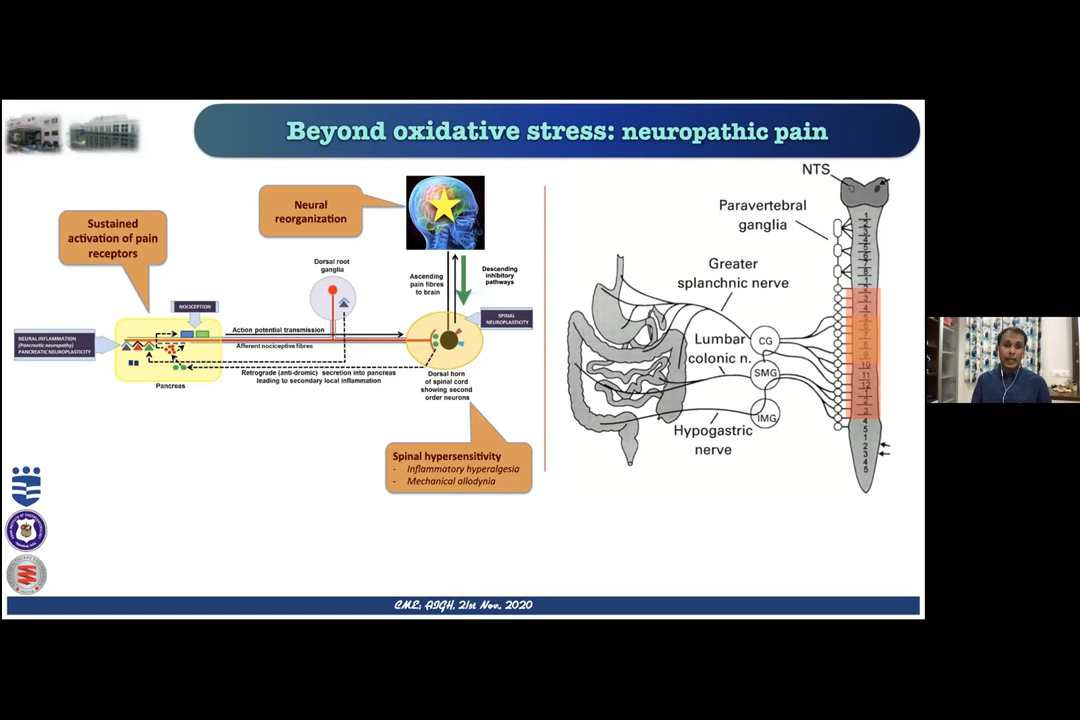 Beyond oxidative stress: neuropathic pain
Sustained
activation of pain
receptors
Neural
reorganization
Dorsal root
ganglia
Ascending
pain fibres
to brain
Descending
inhibitory
pathways
NOCICEPTION
SPINAL
NEUROPLASTICITY
NEURAL INFLAMMATION
(Pancreatic neuropathy)
PANCREATIC NEUROPLASTICITY
Action potential transmission
Afferent nociceptive fibres
Retrograde (anti-dromic) secretion into pancreas
leading to secondary local inflammation
Pancreas
Dorsal horn
of spinal cord
showing second
order neurons
Spinal hypersensitivity
- Inflammatory hyperalgesia
- Mechanical allodynia
NTS
Paravertebral
ganglia
Greater
splanchnic nerve
Lumbar
colonic n.
Hypogastric
nerve
CG
SMG
IMG
CME; AIGH, 21st Nov, 2020